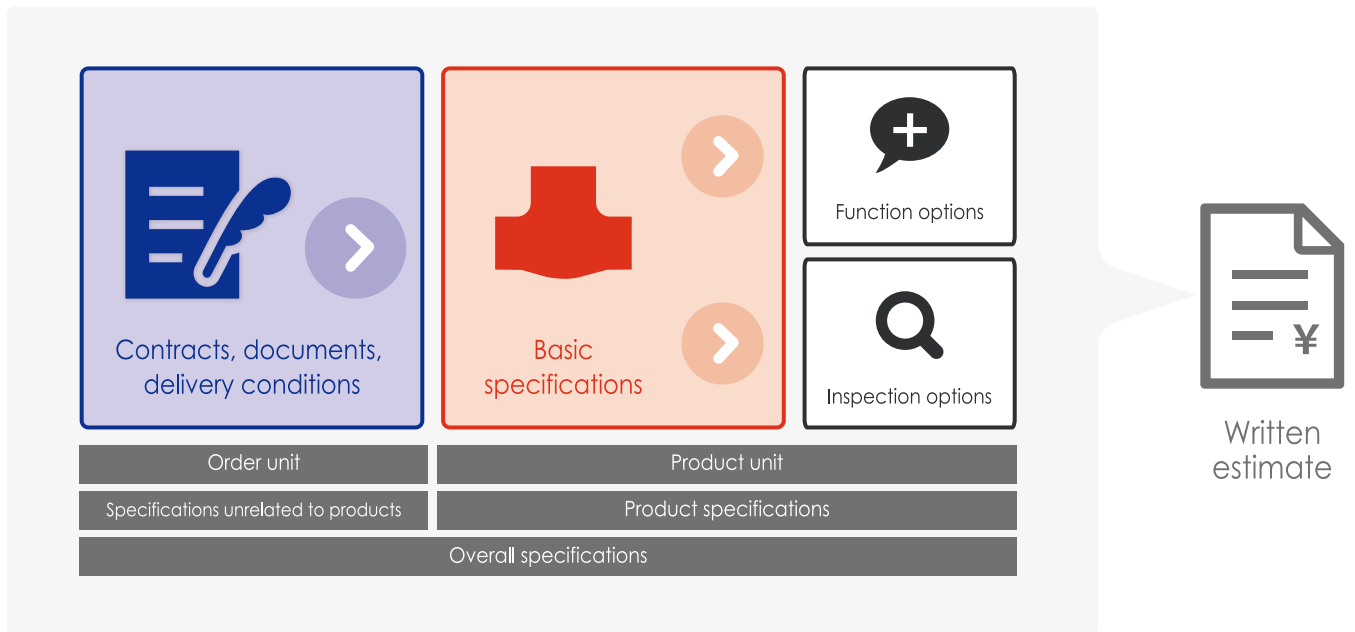 Contracts, documents,
delivery conditions
Basic
specifications
Function options
Inspection options
Order unit
Product unit
Specifications unrelated to products
Product specifications
Overall specifications
¥
Written
estimate